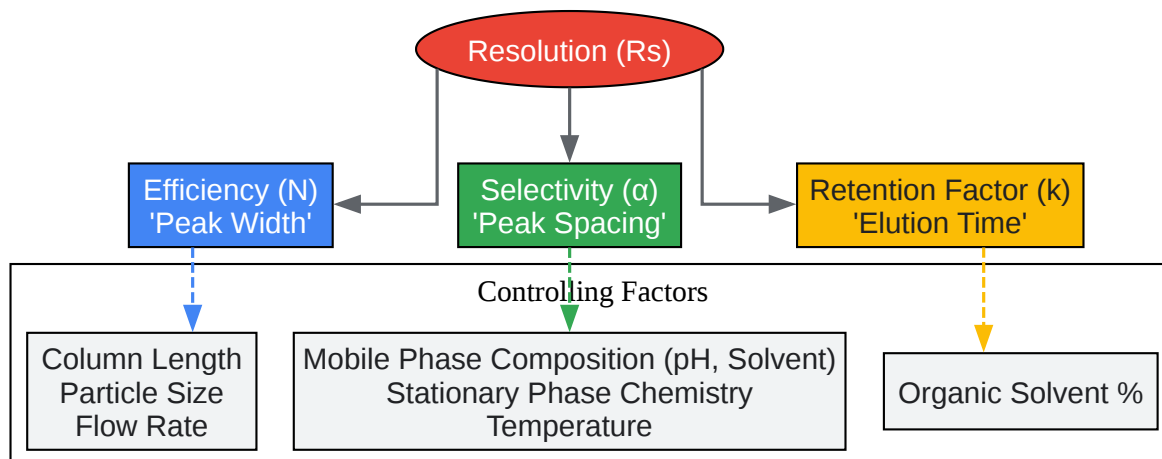 Resolution (Rs)
Efficiency (N)
'Peak Width'
Selectivity (α)
'Peak Spacing'
Retention Factor (k)
'Elution Time'
Controlling Factors
Column Length
Particle Size
Flow Rate
Mobile Phase Composition (pH, Solvent)
Stationary Phase Chemistry
Temperature
Organic Solvent %